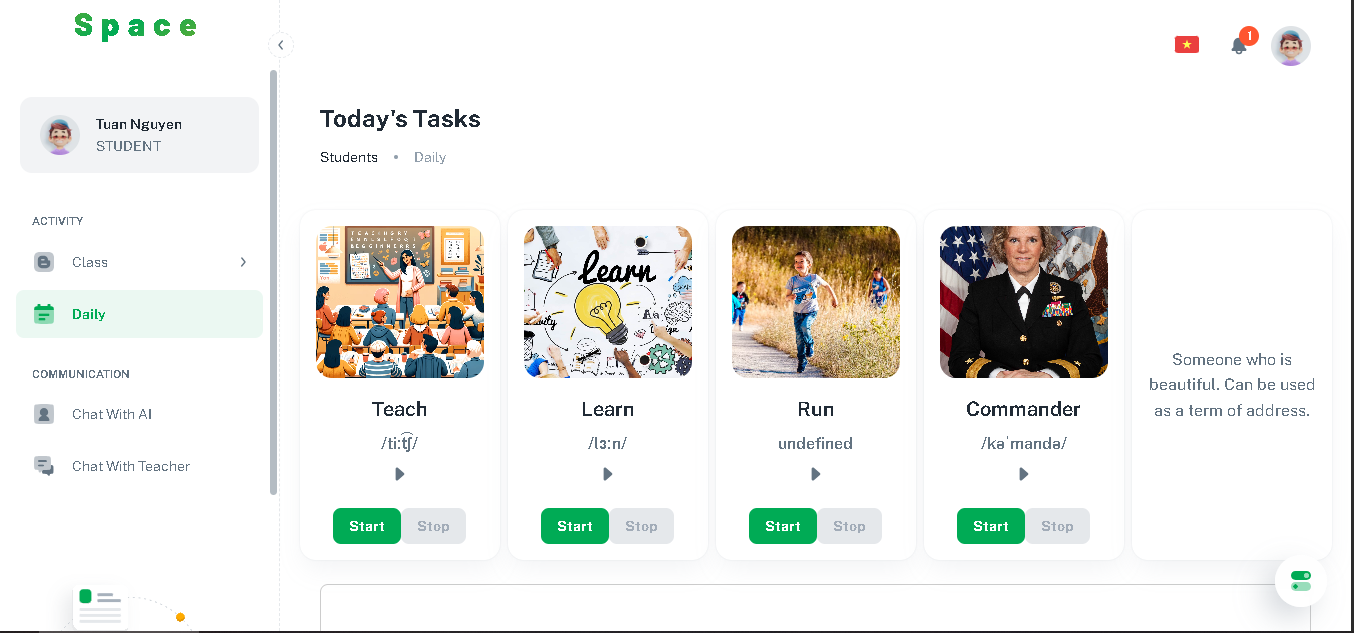 Space
1
Tuan Nguyen
STUDENT
ACTIVITY
Class
Daily
COMMUNICATION
Chat With AI
Chat With Teacher
Today's Tasks
Students • Daily
Teach
/tiːt͡ʃ/
Start Stop
Learn
Learn
/lɜːn/
Start Stop
Run
undefined
Start Stop
Commander
/kəˈmandə/
Start Stop
Someone who is
beautiful. Can be used
as a term of address.